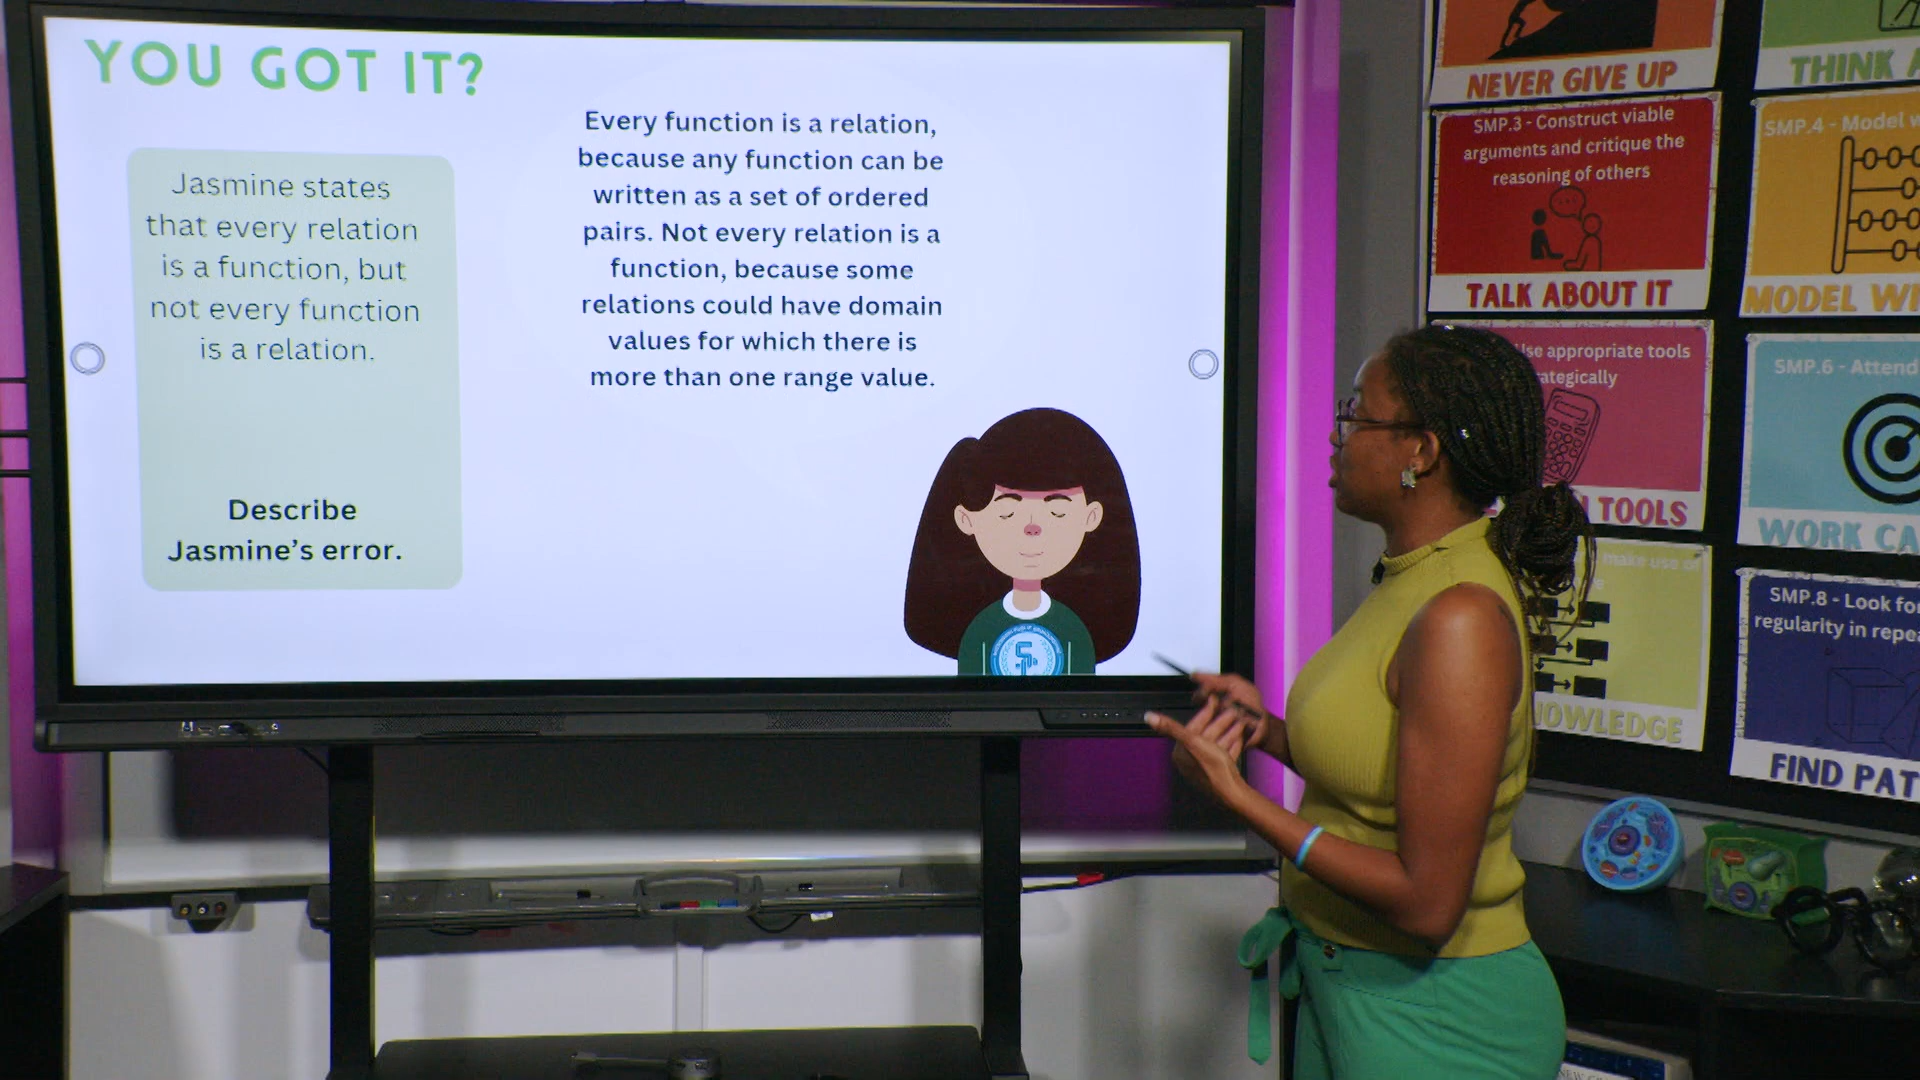 YOU GOT IT?
Jasmine states
that every relation
is a function, but
not every function
is a relation.
Describe
Jasmine's error.
Every function is a relation,
because any function can be
written as a set of ordered
pairs. Not every relation is a
function, because some
relations could have domain
values for which there is
more than one range value.
NEVER GIVE UP
THINK
SMP.3 - Construct viable
arguments and critique the
reasoning of others
TALK ABOUT IT
SMP.4 - Model
MODEL
Use appropriate tools
TOOLS
SMP.6 - Attend
WORK
make use of
SMP.8 - Look for
regularity in
FIND